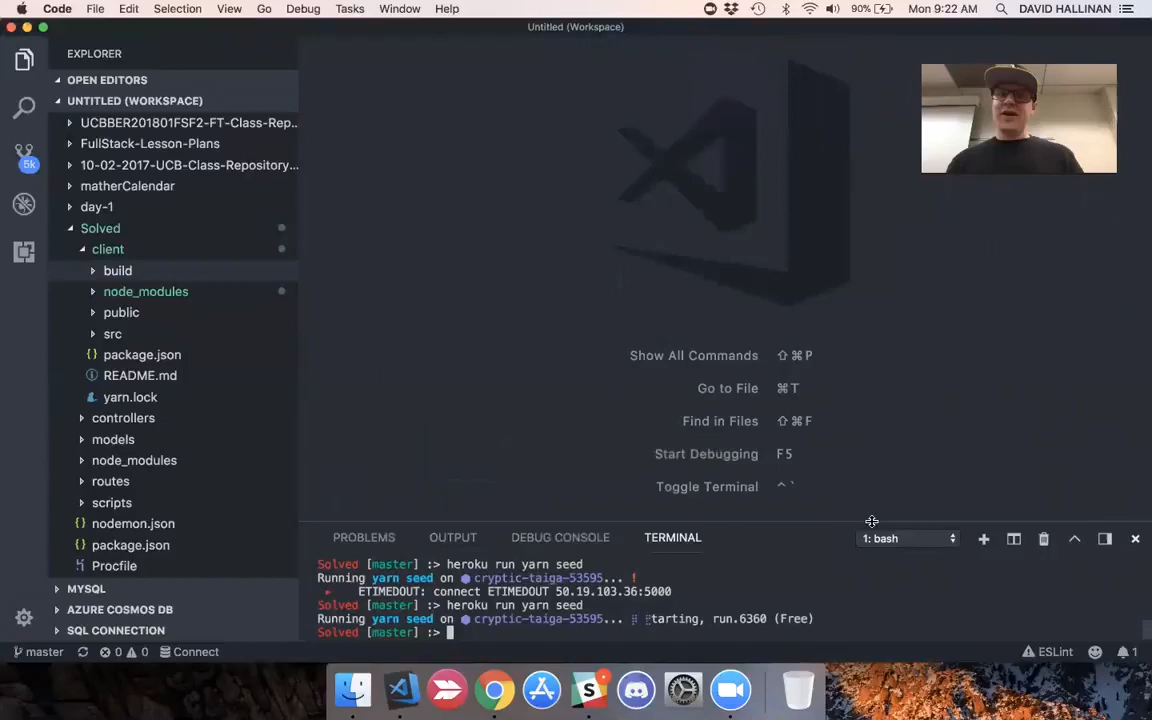 Code File Edit Selection View Go Debug Tasks Window Help 90% Mon 9:22 AM DAVID HALLINAN
Untitled (Workspace)
EXPLORER
OPEN EDITORS
UNTITLED (WORKSPACE)
UCBBER201801FSF2-FT-Class-Rep...
FullStack-Lesson-Plans
10-02-2017-UCB-Class-Repository...
matherCalendar
day-1
Solved
client
build
node_modules
public
src
{} package.json
README.md
yarn.lock
controllers
models
node_modules
routes
scripts
{} nodemon.json
{} package.json
Procfile
MYSQL
AZURE COSMOS DB
SQL CONNECTION
5k
Show All Commands ⇧⌘P
Go to File ⌘T
Find in Files ⇧⌘F
Start Debugging F5
Toggle Terminal ^`
PROBLEMS OUTPUT DEBUG CONSOLE TERMINAL 1: bash
Solved [master] :> heroku run yarn seed
Running yarn seed on ⬢ cryptic-taiga-53595... !
▸ ETIMEDOUT: connect ETIMEDOUT 50.19.103.36:5000
Solved [master] :> heroku run yarn seed
Running yarn seed on ⬢ cryptic-taiga-53595... tarting, run.6360 (Free)
Solved [master] :>
master 0 0 Connect ESLint 1
S